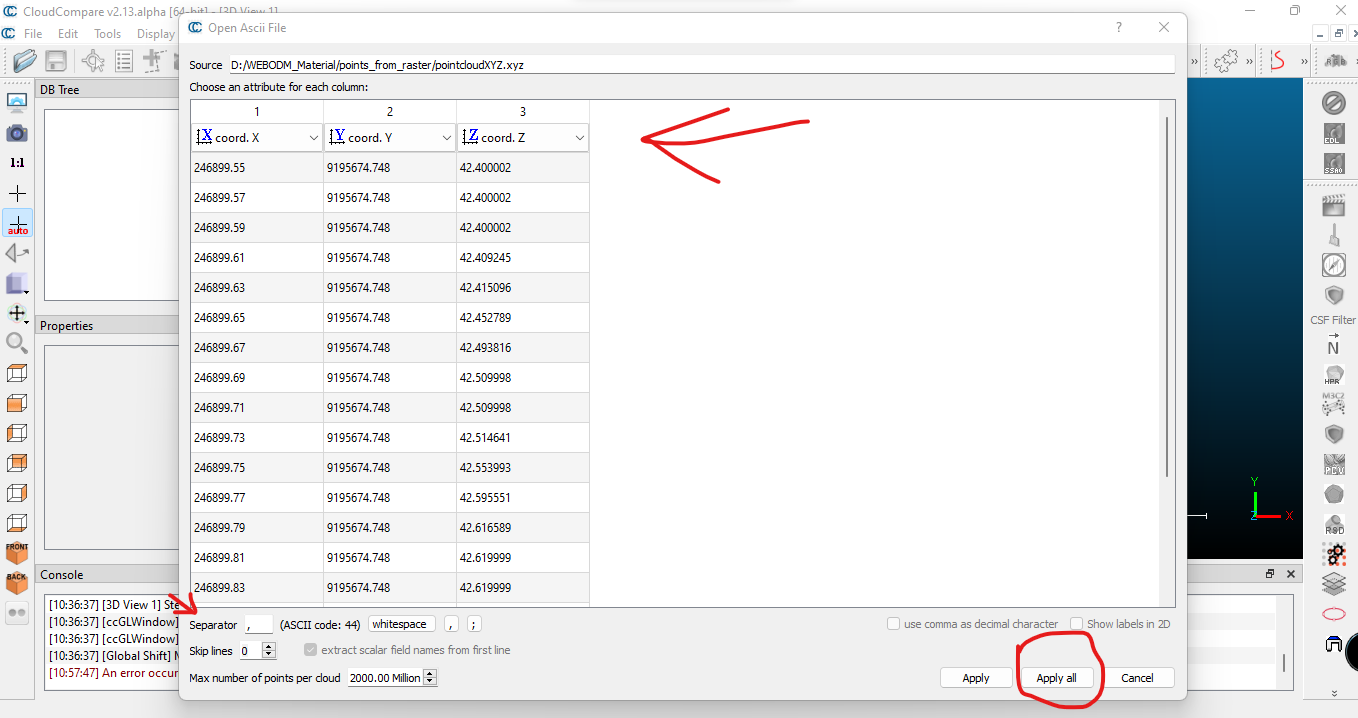 CloudCompare v2.13.alpha [64-bit] - [3D View 1]
File Edit Tools Display
Open Ascii File
Source D:/WEBODM_Material/points_from_raster/pointcloudXYZ.xyz
Choose an attribute for each column:
1 2 3
X coord. X Y coord. Y Z coord. Z
246899.55 9195674.748 42.400002
246899.57 9195674.748 42.400002
246899.59 9195674.748 42.400002
246899.61 9195674.748 42.409245
246899.63 9195674.748 42.415096
246899.65 9195674.748 42.452789
246899.67 9195674.748 42.493816
246899.69 9195674.748 42.509998
246899.71 9195674.748 42.509998
246899.73 9195674.748 42.514641
246899.75 9195674.748 42.553993
246899.77 9195674.748 42.595551
246899.79 9195674.748 42.616589
246899.81 9195674.748 42.619999
246899.83 9195674.748 42.619999
Separator , (ASCII code: 44) whitespace , ;
use comma as decimal character Show labels in 2D
Skip lines 0 extract scalar field names from first line
Max number of points per cloud 2000.00 Million
Apply Apply all Cancel
DB Tree
Properties
Console
[10:36:37] [3D View 1] Ste
[10:36:37] [ccGLWindow]
[10:36:37] [ccGLWindow]
[10:36:37] [Global Shift] M
[10:57:47] An error occur
1:1
auto
FRONT
BACK
EDL
SSAO
CSF Filter
N
HPR
M3C2
PCV
RSD
Y
Z X